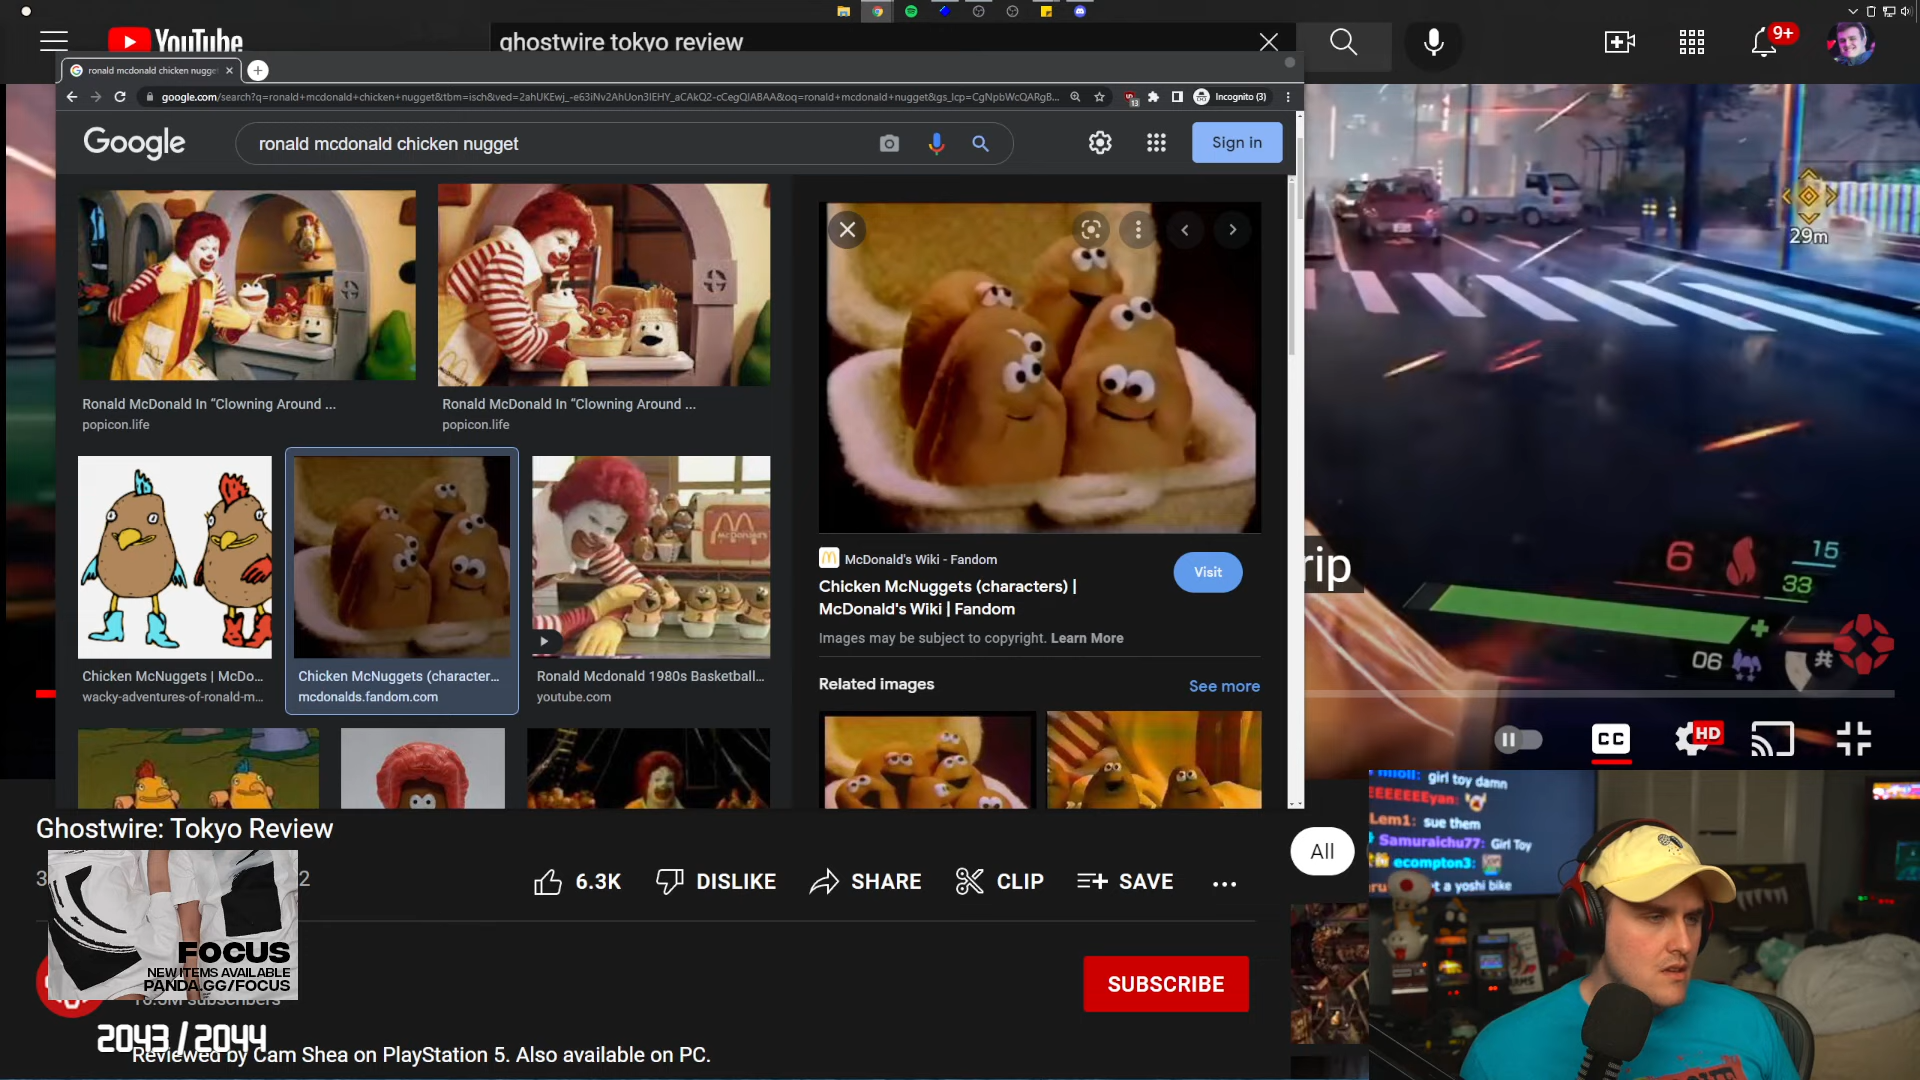 YouTube
ghostwire tokyo review
9+
ronald mcdonald chicken nugge
google.com/search?q=ronald+mcdonald+chicken+nugget&tbm=isch&ved=2ahUKEwj_-e63iNv2AhUon3IEHY_aCAkQ2-cCegQIABAA&oq=ronald+mcdonald+nugget&gs_lcp=CgNpbWcQARgB...
13
Incognito (3)
Google
ronald mcdonald chicken nugget
Sign in
29m
Ronald McDonald In “Clowning Around ...
popicon.life
Ronald McDonald In “Clowning Around ...
popicon.life
McDonald's
Chicken McNuggets | McDo...
wacky-adventures-of-ronald-m...
Chicken McNuggets (character...
mcdonalds.fandom.com
Ronald Mcdonald 1980s Basketball...
youtube.com
McDonald's Wiki - Fandom
Chicken McNuggets (characters) |
McDonald's Wiki | Fandom
Visit
Images may be subject to copyright. Learn More
Related images
See more
rip
6
15
33
06
CC
HD
Ghostwire: Tokyo Review
6.3K
DISLIKE
SHARE
CLIP
SAVE
All
FOCUS
NEW ITEMS AVAILABLE
PANDA.GG/FOCUS
subscribers
SUBSCRIBE
2043 / 2044
Reviewed by Cam Shea on PlayStation 5. Also available on PC.
girl toy damn
EEEEEEEyan:
Lem1: sue them
Samuraichu77: Girl Toy
ecompton3:
t a yoshi bike